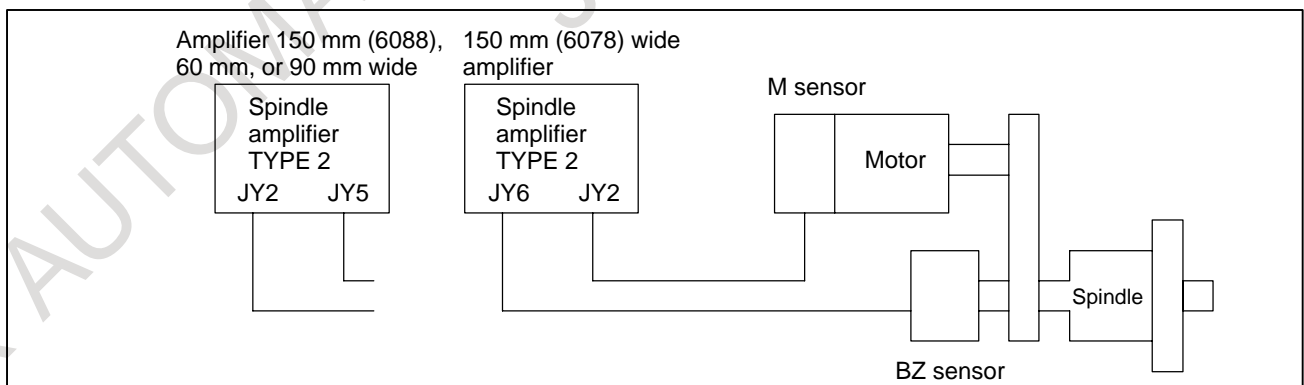 Amplifier 150 mm (6088),
60 mm, or 90 mm wide
150 mm (6078) wide
amplifier
Spindle
amplifier
TYPE 2
JY2 JY5
Spindle
amplifier
TYPE 2
JY6 JY2
M sensor
Motor
Spindle
BZ sensor
AUTOMA